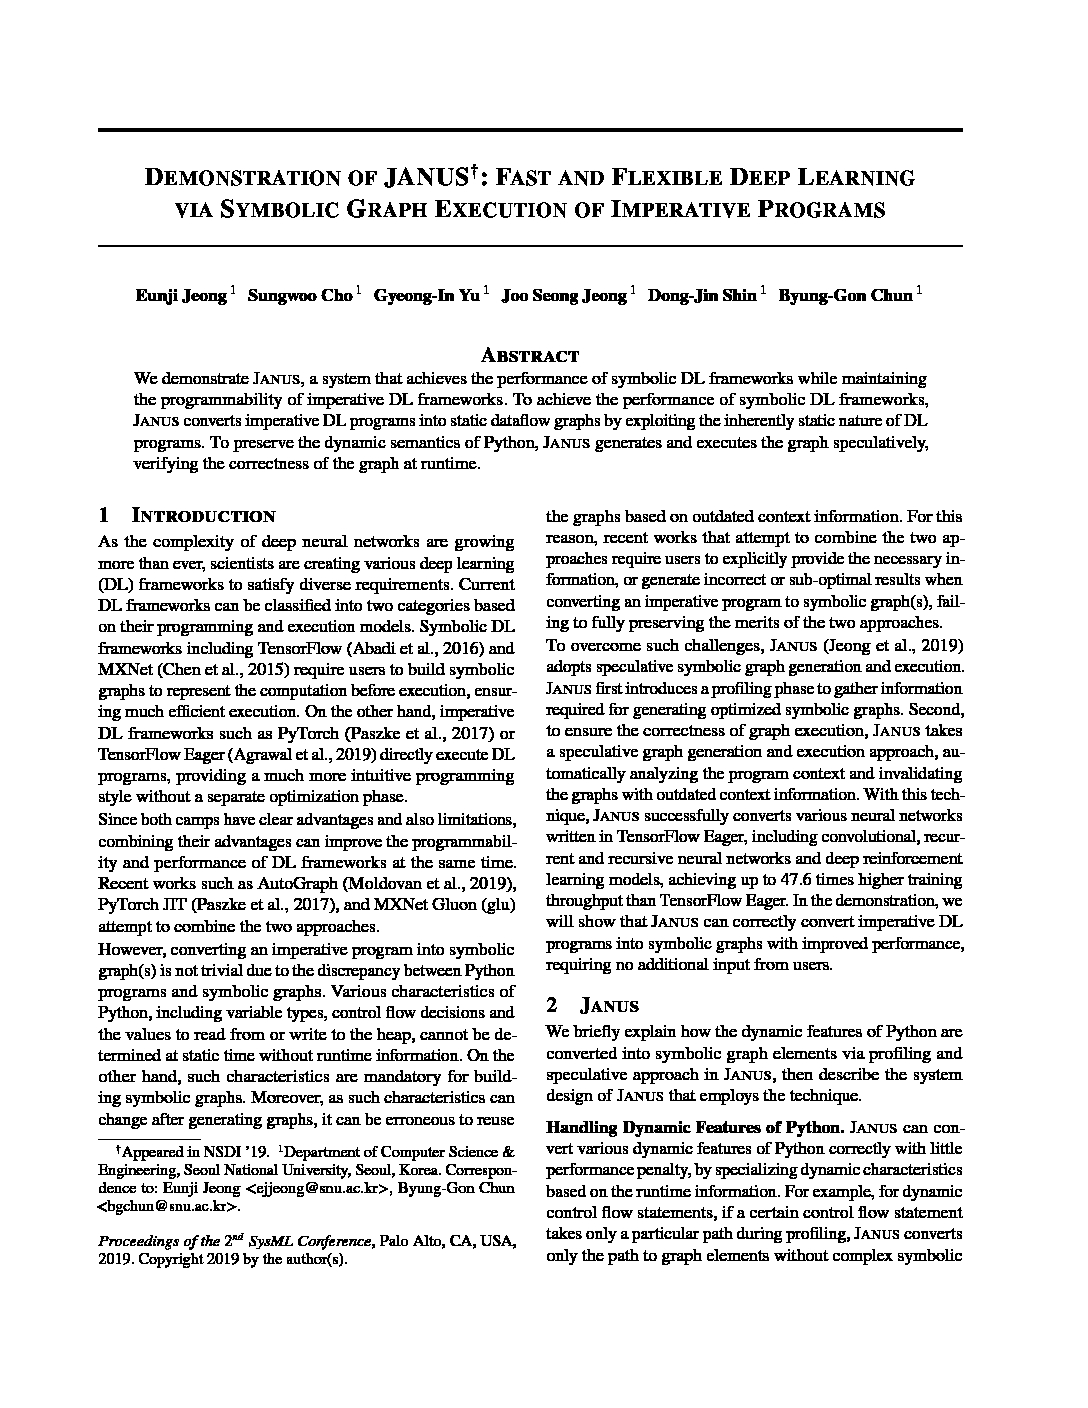 DEMONSTRATION OF JANUS†: FAST AND FLEXIBLE DEEP LEARNING
VIA SYMBOLIC GRAPH EXECUTION OF IMPERATIVE PROGRAMS
Eunji Jeong 1 Sungwoo Cho 1 Gyeong-In Yu 1 Joo Seong Jeong 1 Dong-Jin Shin 1 Byung-Gon Chun 1
ABSTRACT
We demonstrate JANUS, a system that achieves the performance of symbolic DL frameworks while maintaining
the programmability of imperative DL frameworks. To achieve the performance of symbolic DL frameworks,
JANUS converts imperative DL programs into static dataflow graphs by exploiting the inherently static nature of DL
programs. To preserve the dynamic semantics of Python, JANUS generates and executes the graph speculatively,
verifying the correctness of the graph at runtime.
1 INTRODUCTION
As the complexity of deep neural networks are growing
more than ever, scientists are creating various deep learning
(DL) frameworks to satisfy diverse requirements. Current
DL frameworks can be classified into two categories based
on their programming and execution models. Symbolic DL
frameworks including TensorFlow (Abadi et al., 2016) and
MXNet (Chen et al., 2015) require users to build symbolic
graphs to represent the computation before execution, ensur-
ing much efficient execution. On the other hand, imperative
DL frameworks such as PyTorch (Paszke et al., 2017) or
TensorFlow Eager (Agrawal et al., 2019) directly execute DL
programs, providing a much more intuitive programming
style without a separate optimization phase.
Since both camps have clear advantages and also limitations,
combining their advantages can improve the programmabil-
ity and performance of DL frameworks at the same time.
Recent works such as AutoGraph (Moldovan et al., 2019),
PyTorch JIT (Paszke et al., 2017), and MXNet Gluon (glu)
attempt to combine the two approaches.
However, converting an imperative program into symbolic
graph(s) is not trivial due to the discrepancy between Python
programs and symbolic graphs. Various characteristics of
Python, including variable types, control flow decisions and
the values to read from or write to the heap, cannot be de-
termined at static time without runtime information. On the
other hand, such characteristics are mandatory for build-
ing symbolic graphs. Moreover, as such characteristics can
change after generating graphs, it can be erroneous to reuse
†Appeared in NSDI ’19. 1Department of Computer Science &
Engineering, Seoul National University, Seoul, Korea. Correspon-
dence to: Eunji Jeong <ejjeong@snu.ac.kr>, Byung-Gon Chun
<bgchun@snu.ac.kr>.
Proceedings of the 2nd SysML Conference, Palo Alto, CA, USA,
2019. Copyright 2019 by the author(s).
the graphs based on outdated context information. For this
reason, recent works that attempt to combine the two ap-
proaches require users to explicitly provide the necessary in-
formation, or generate incorrect or sub-optimal results when
converting an imperative program to symbolic graph(s), fail-
ing to fully preserving the merits of the two approaches.
To overcome such challenges, JANUS (Jeong et al., 2019)
adopts speculative symbolic graph generation and execution.
JANUS first introduces a profiling phase to gather information
required for generating optimized symbolic graphs. Second,
to ensure the correctness of graph execution, JANUS takes
a speculative graph generation and execution approach, au-
tomatically analyzing the program context and invalidating
the graphs with outdated context information. With this tech-
nique, JANUS successfully converts various neural networks
written in TensorFlow Eager, including convolutional, recur-
rent and recursive neural networks and deep reinforcement
learning models, achieving up to 47.6 times higher training
throughput than TensorFlow Eager. In the demonstration, we
will show that JANUS can correctly convert imperative DL
programs into symbolic graphs with improved performance,
requiring no additional input from users.
2 JANUS
We briefly explain how the dynamic features of Python are
converted into symbolic graph elements via profiling and
speculative approach in JANUS, then describe the system
design of JANUS that employs the technique.
Handling Dynamic Features of Python. JANUS can con-
vert various dynamic features of Python correctly with little
performance penalty, by specializing dynamic characteristics
based on the runtime information. For example, for dynamic
control flow statements, if a certain control flow statement
takes only a particular path during profiling, JANUS converts
only the path to graph elements without complex symbolic